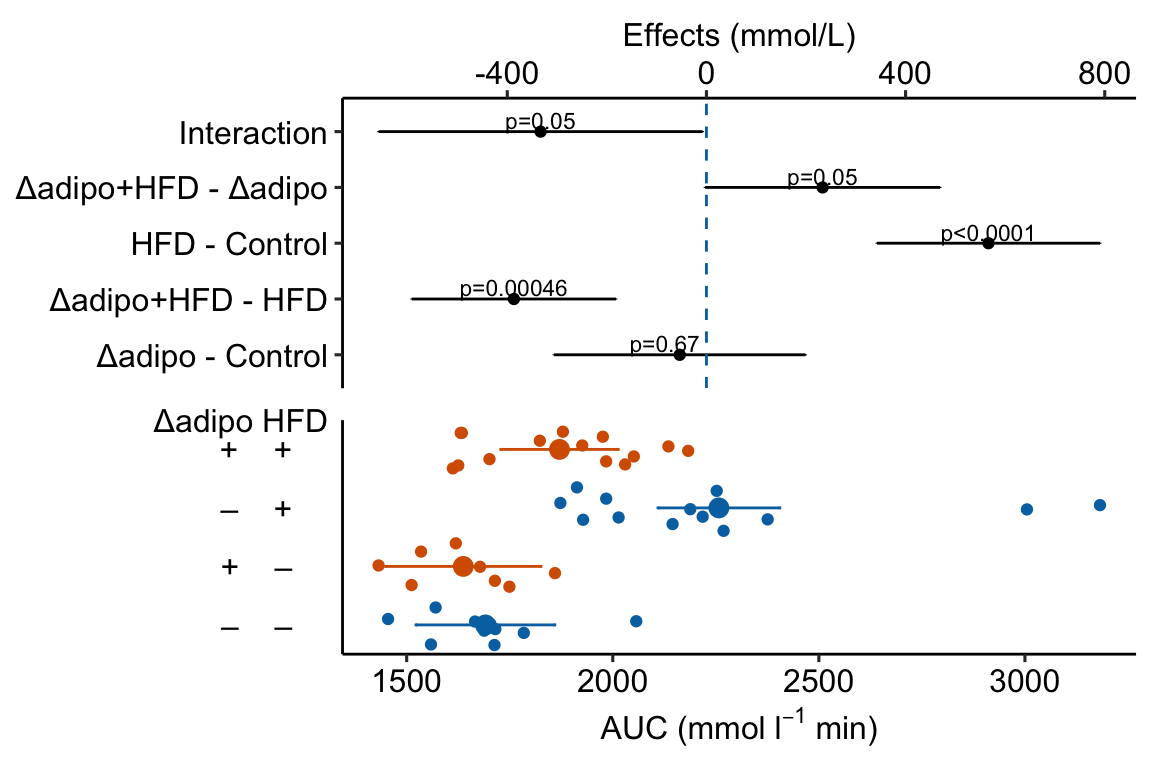 Effects (mmol/L)
-400 0 400 800
Interaction p=0.05
Δadipo+HFD - Δadipo p=0.05
HFD - Control p<0.0001
Δadipo+HFD - HFD p=0.00046
Δadipo - Control p=0.67
Δadipo HFD
+ +
– +
+ –
– –
1500 2000 2500 3000
AUC (mmol l⁻¹ min)